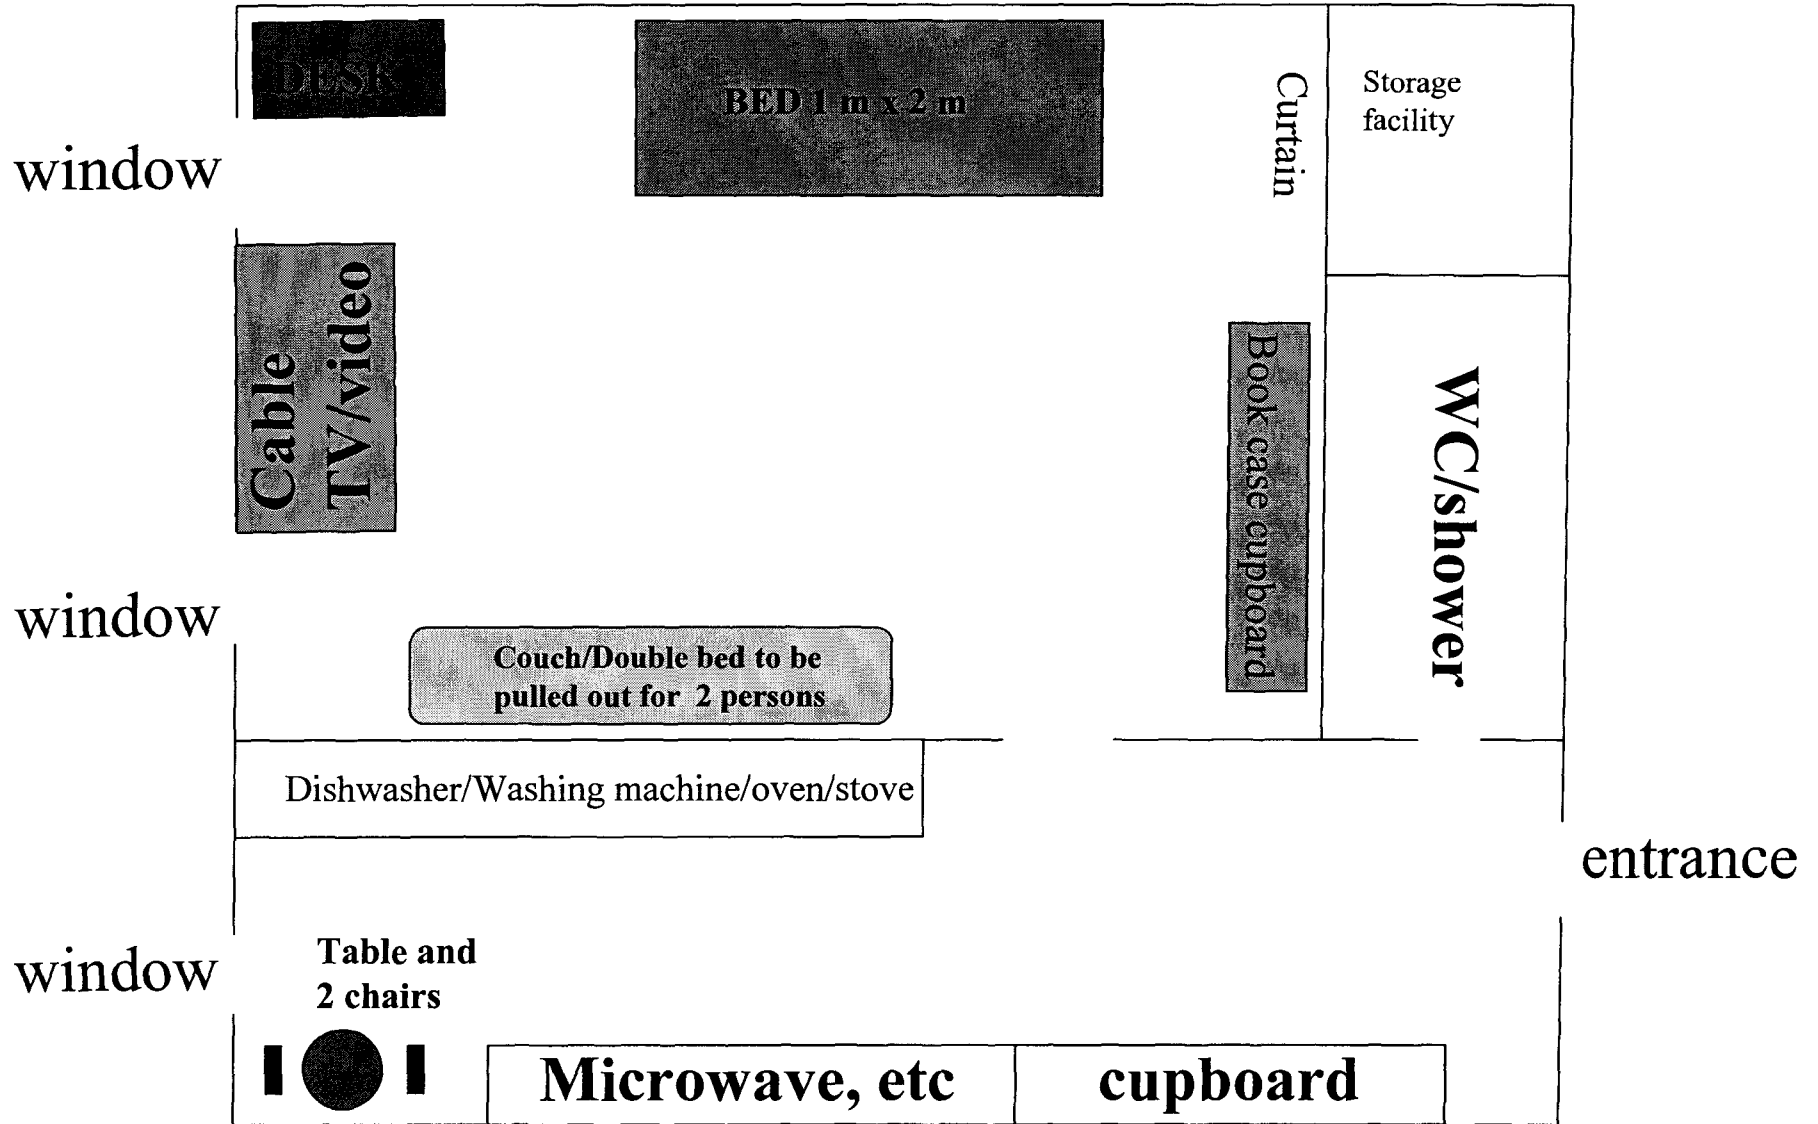 DESK
BED 1 m x 2 m
Curtain
Storage
facility
window
Cable
TV/video
Book case cupboard
WC/shower
window
Couch/Double bed to be
pulled out for 2 persons
Dishwasher/Washing machine/oven/stove
entrance
window
Table and
2 chairs
Microwave, etc
cupboard